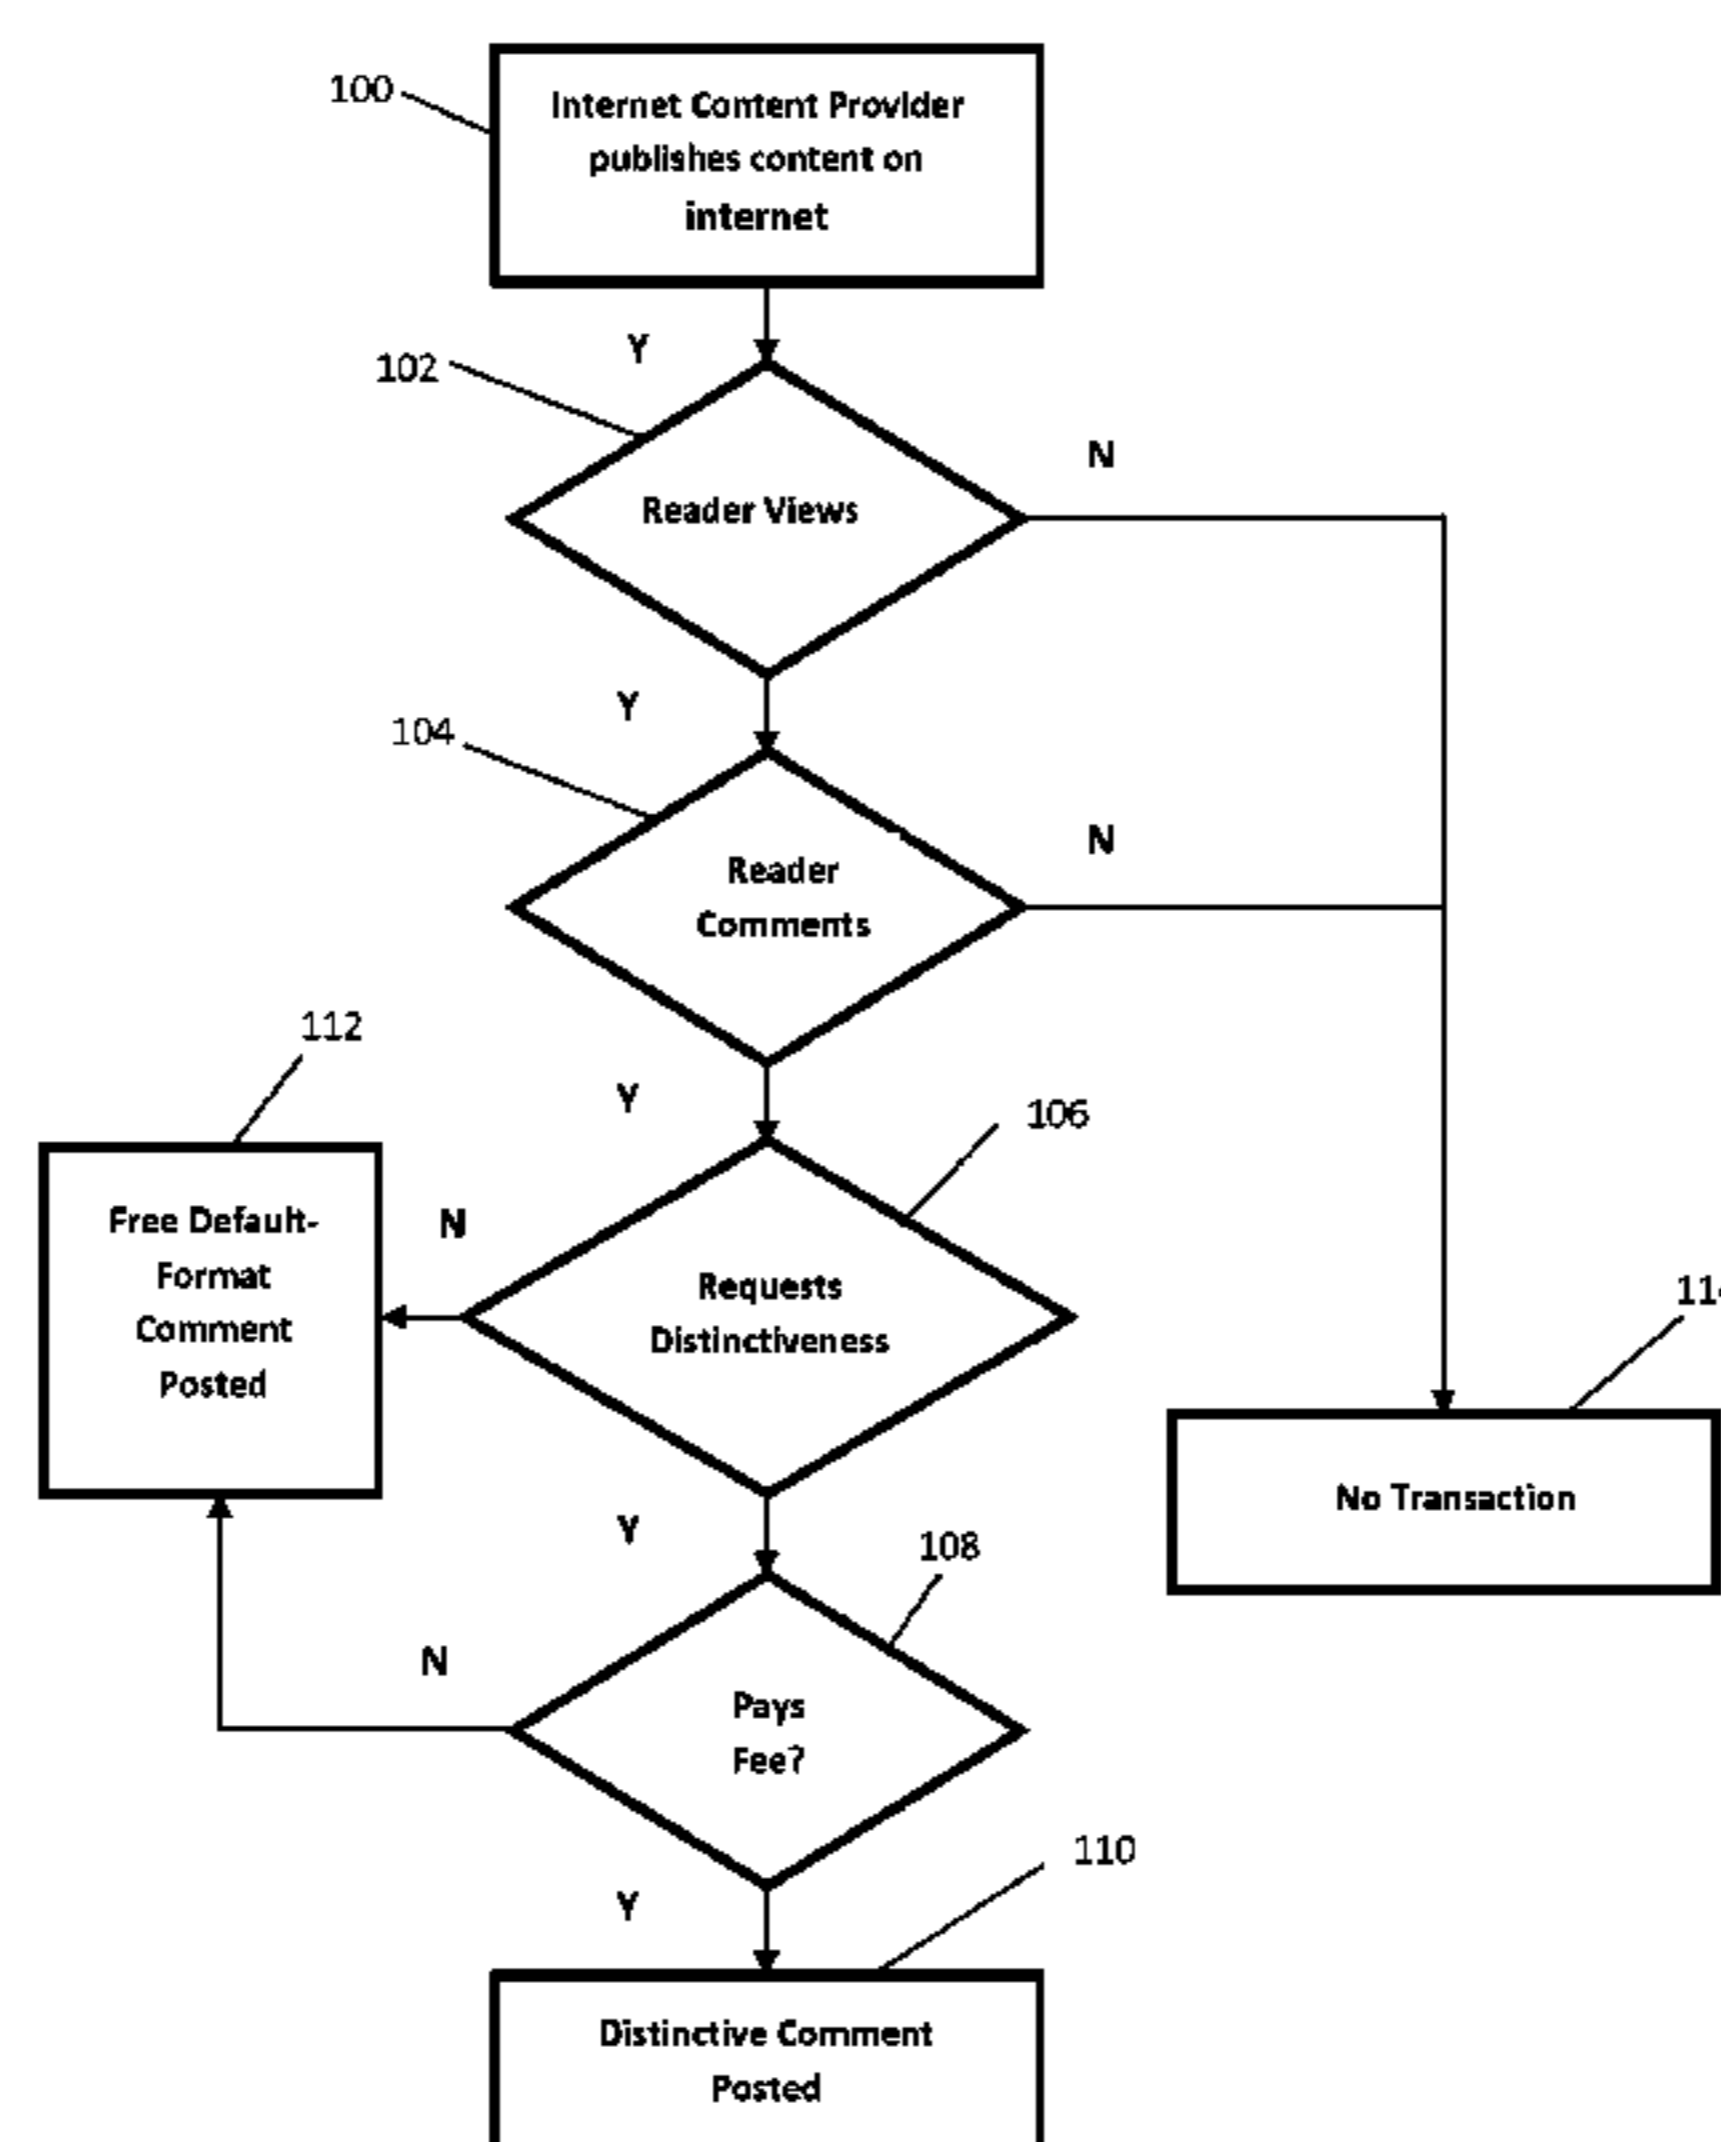 100
Internet Content Provider
publishes content on
internet
Y
102
N
Reader Views
Y
104
N
Reader
Comments
112
Y
106
Free Default-
Format
Comment
Posted
N
Requests
Distinctiveness
No Transaction
Y
108
N
Pays
Fee?
110
Y
Distinctive Comment
Posted